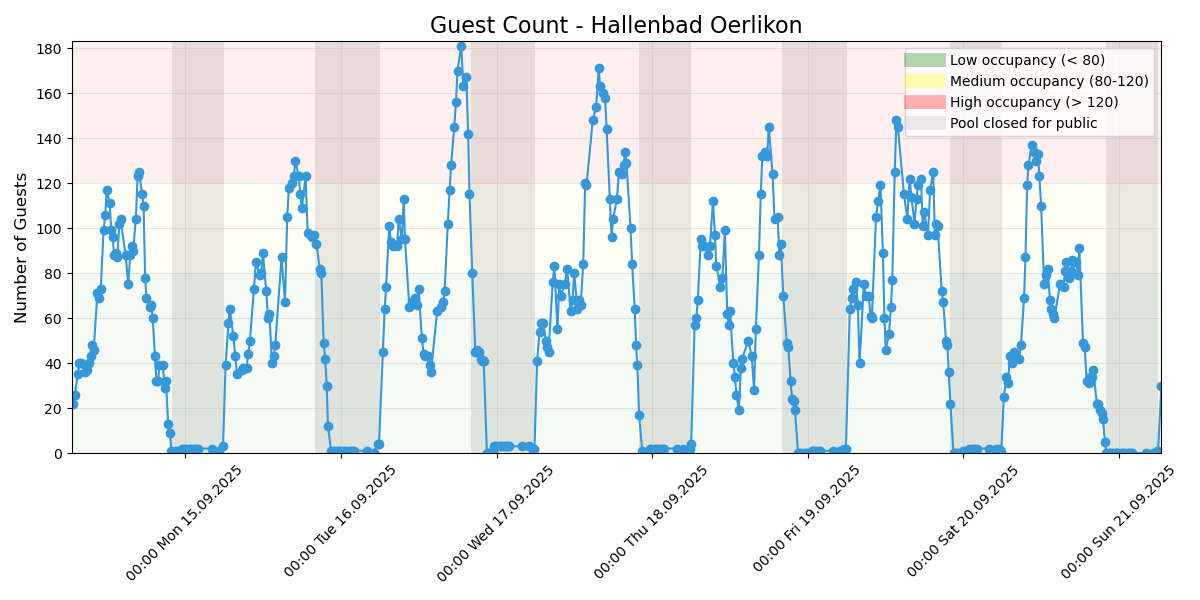 Guest Count - Hallenbad Oerlikon
Number of Guests
180
160
140
120
100
80
60
40
20
0
Low occupancy (< 80)
Medium occupancy (80-120)
High occupancy (> 120)
Pool closed for public
00:00 Mon 15.09.2025
00:00 Tue 16.09.2025
00:00 Wed 17.09.2025
00:00 Thu 18.09.2025
00:00 Fri 19.09.2025
00:00 Sat 20.09.2025
00:00 Sun 21.09.2025